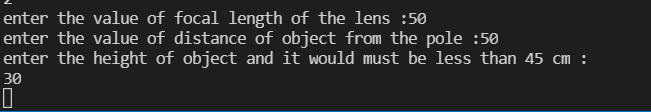 enter the value of focal length of the lens :50
enter the value of distance of object from the pole :50
enter the height of object and it would must be less than 45 cm :
30